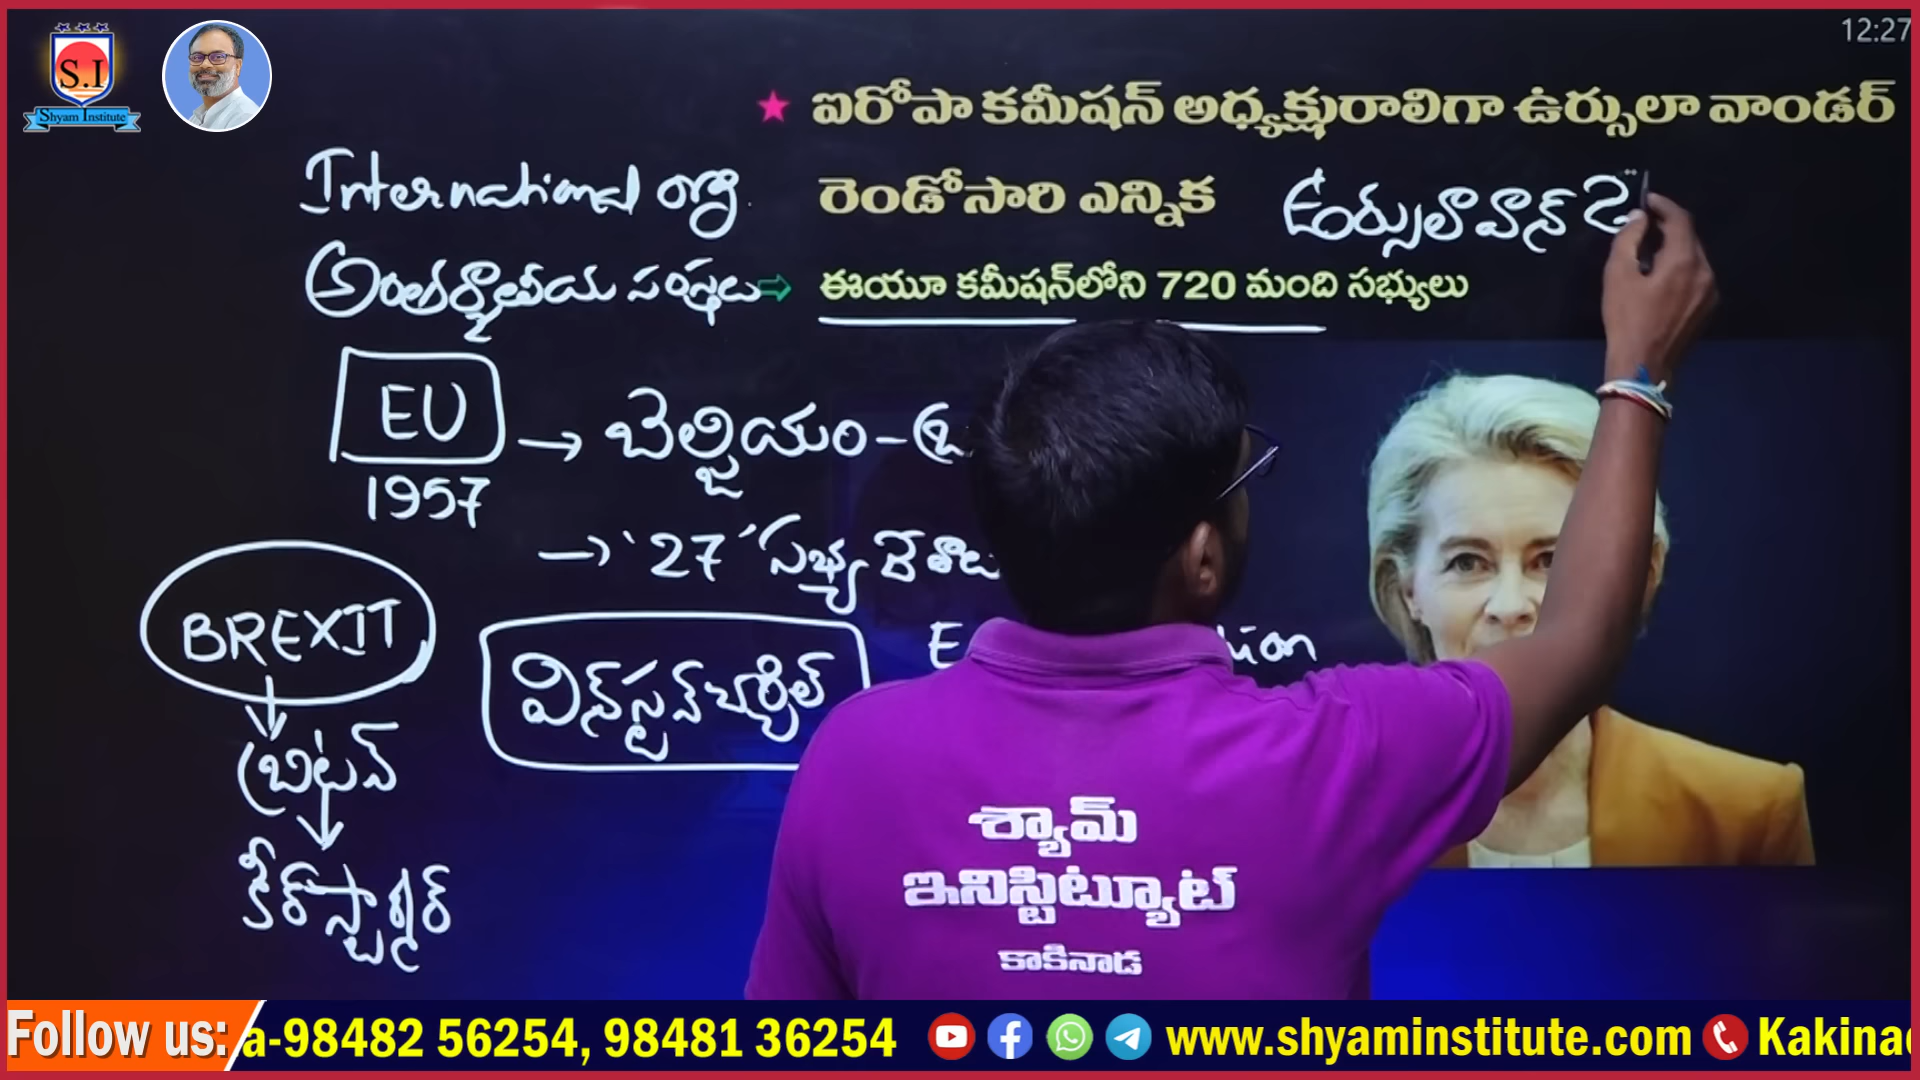 12:27
S.I
Shyam Institute
ఐరోపా కమీషన్ అధ్యక్షురాలిగా ఉర్సులా వాండర్
రెండోసారి ఎన్నిక
ఉర్సులా వాన్
International org.
అంతర్జాతీయ సంస్థలు
ఈయూ కమీషన్‌లోని 720 మంది సభ్యులు
EU
బెల్జియం-
1957
'27' సభ్య
BREXIT
విన్‌స్టన్ చర్చిల్
బ్రిటన్
కీర్ స్టార్మర్
శ్యామ్
ఇనిస్టిట్యూట్
కాకినాడ
Follow us:
a-98482 56254, 98481 36254
www.shyaminstitute.com